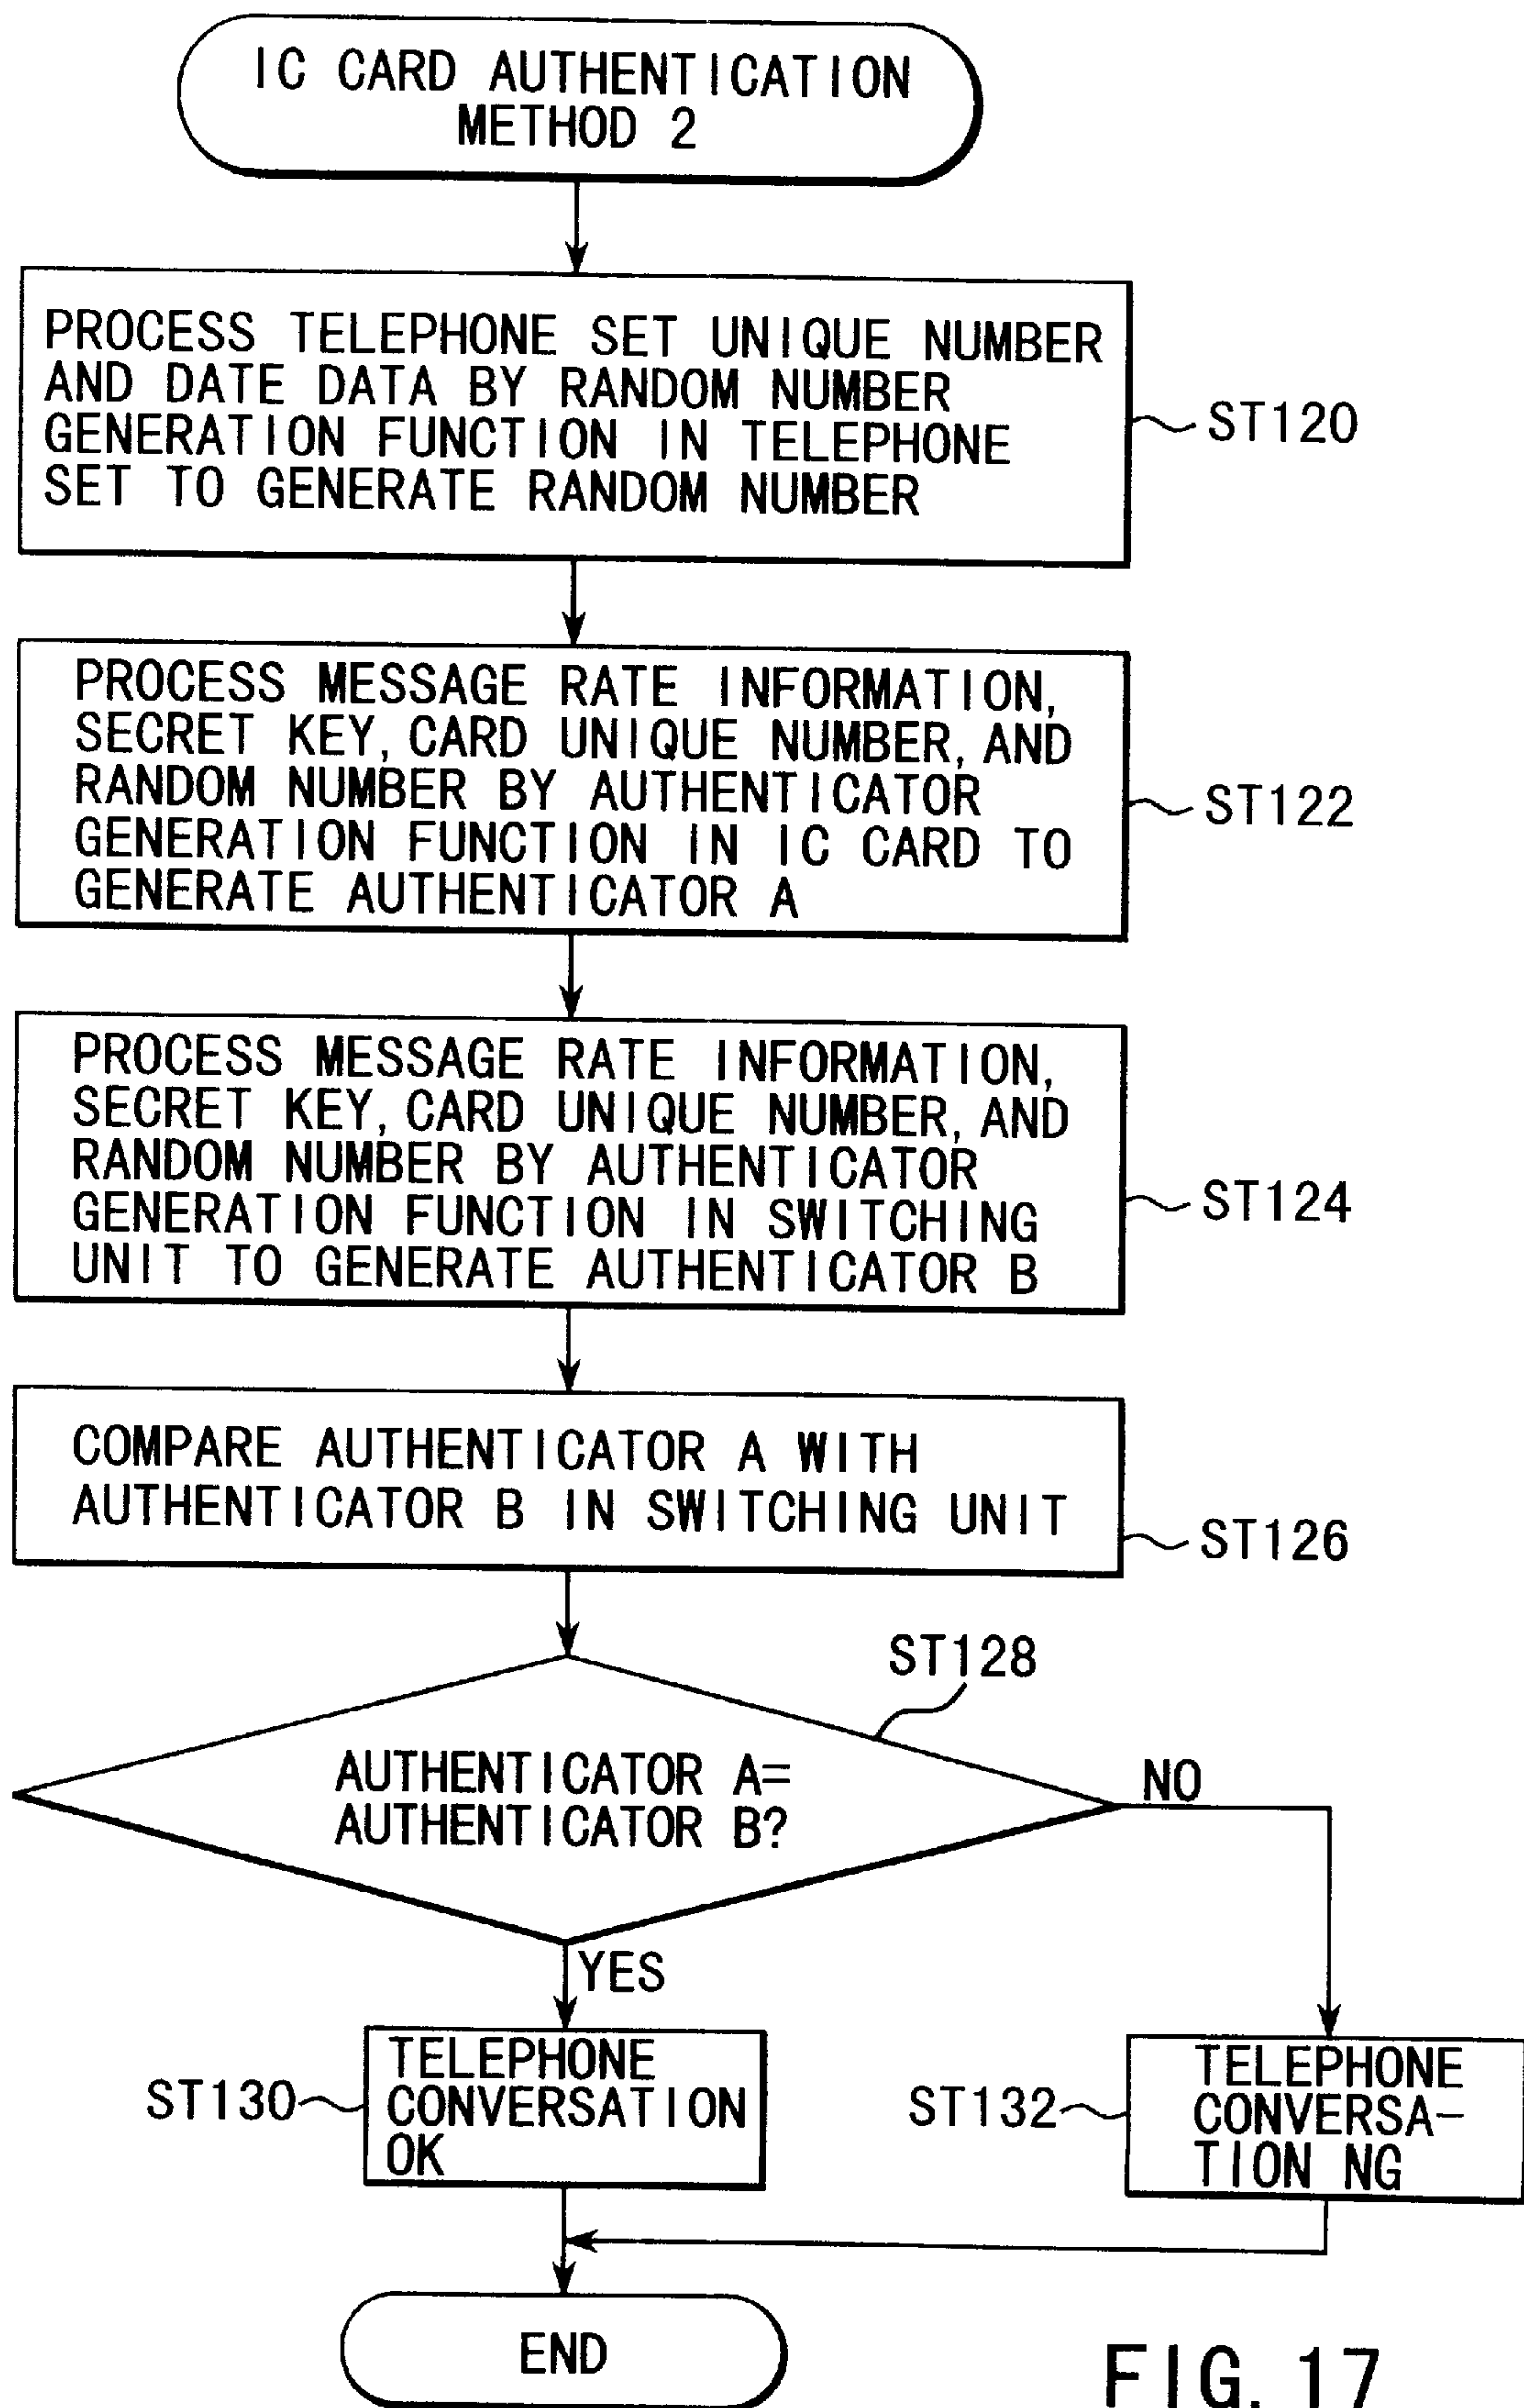 IC CARD AUTHENTICATION
METHOD 2
PROCESS TELEPHONE SET UNIQUE NUMBER
AND DATE DATA BY RANDOM NUMBER
GENERATION FUNCTION IN TELEPHONE
SET TO GENERATE RANDOM NUMBER
ST120
PROCESS MESSAGE RATE INFORMATION,
SECRET KEY, CARD UNIQUE NUMBER, AND
RANDOM NUMBER BY AUTHENTICATOR
GENERATION FUNCTION IN IC CARD TO
GENERATE AUTHENTICATOR A
ST122
PROCESS MESSAGE RATE INFORMATION,
SECRET KEY, CARD UNIQUE NUMBER, AND
RANDOM NUMBER BY AUTHENTICATOR
GENERATION FUNCTION IN SWITCHING
UNIT TO GENERATE AUTHENTICATOR B
ST124
COMPARE AUTHENTICATOR A WITH
AUTHENTICATOR B IN SWITCHING UNIT
ST126
ST128
AUTHENTICATOR A=
AUTHENTICATOR B?
NO
YES
ST130
TELEPHONE
CONVERSATION
OK
ST132
TELEPHONE
CONVERSA-
TION NG
END
FIG. 17